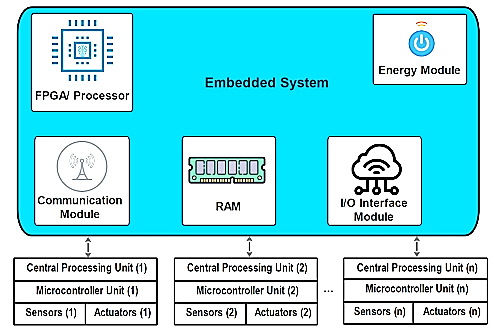 FPGA/ Processor
Embedded System
Energy Module
Communication
Module
RAM
I/O Interface
Module
Central Processing Unit (1)
Microcontroller Unit (1)
Sensors (1) Actuators (1)
Central Processing Unit (2)
Microcontroller Unit (2)
Sensors (2) Actuators (2)
...
Central Processing Unit (n)
Microcontroller Unit (n)
Sensors (n) Actuators (n)